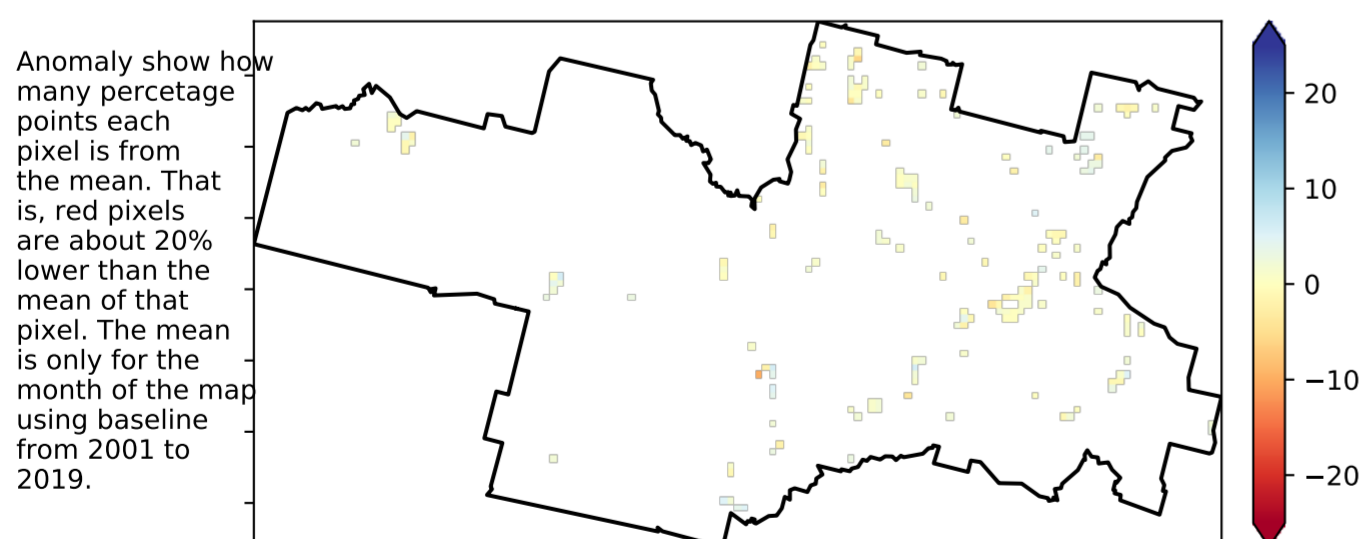 Anomaly show how
many percetage
points each
pixel is from
the mean. That
is, red pixels
are about 20%
lower than the
mean of that
pixel. The mean
is only for the
month of the map
using baseline
from 2001 to
2019.
20
10
0
−10
−20